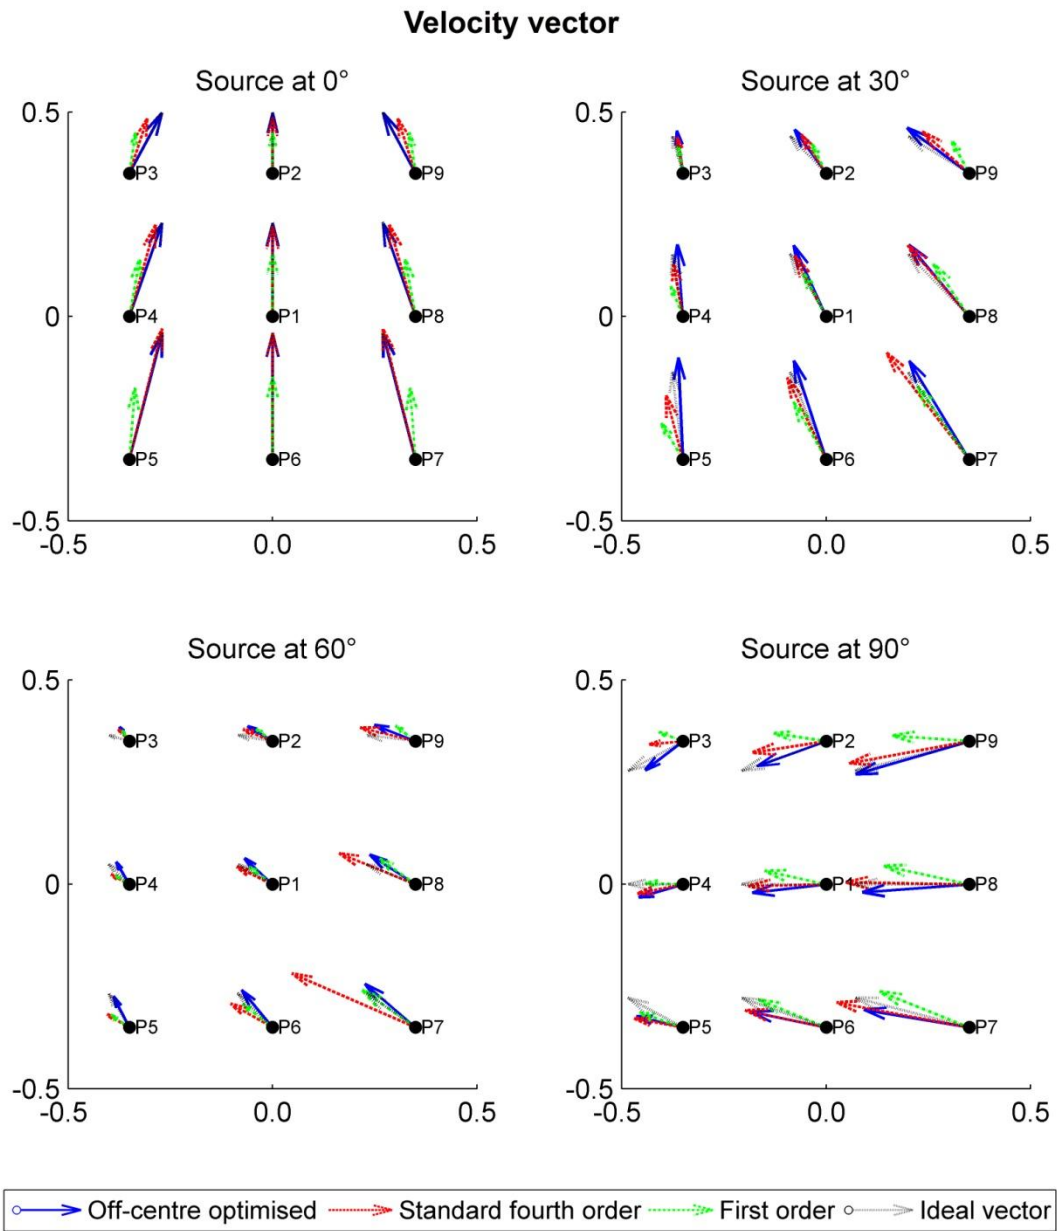 Velocity vector
Source at 0° Source at 30°
0.5 0.5
P3 P2 P9 P3 P2 P9
0 P4 P1 P8 0 P4 P1 P8
P5 P6 P7 P5 P6 P7
-0.5 -0.5
-0.5 0.0 0.5 -0.5 0.0 0.5
Source at 60° Source at 90°
0.5 0.5
P3 P2 P9 P3 P2 P9
0 P4 P1 P8 0 P4 P1 P8
P5 P6 P7 P5 P6 P7
-0.5 -0.5
-0.5 0.0 0.5 -0.5 0.0 0.5
Off-centre optimised Standard fourth order First order Ideal vector